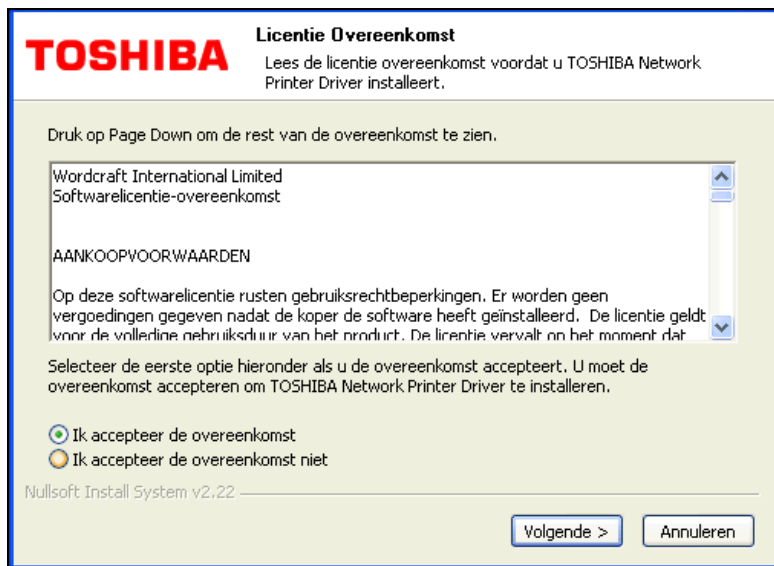 TOSHIBA
Licentie Overeenkomst
Lees de licentie overeenkomst voordat u TOSHIBA Network
Printer Driver installeert.
Druk op Page Down om de rest van de overeenkomst te zien.
Wordcraft International Limited
Softwarelicentie-overeenkomst
AANKOOPVOORWAARDEN
Op deze softwarelicentie rusten gebruiksrechtbeperkingen. Er worden geen
vergoedingen gegeven nadat de koper de software heeft geïnstalleerd.  De licentie geldt
voor de volledige gebruiksduur van het product. De licentie vervalt op het moment dat
Selecteer de eerste optie hieronder als u de overeenkomst accepteert. U moet de
overeenkomst accepteren om TOSHIBA Network Printer Driver te installeren.
Ik accepteer de overeenkomst
Ik accepteer de overeenkomst niet
Nullsoft Install System v2.22
Volgende >
Annuleren